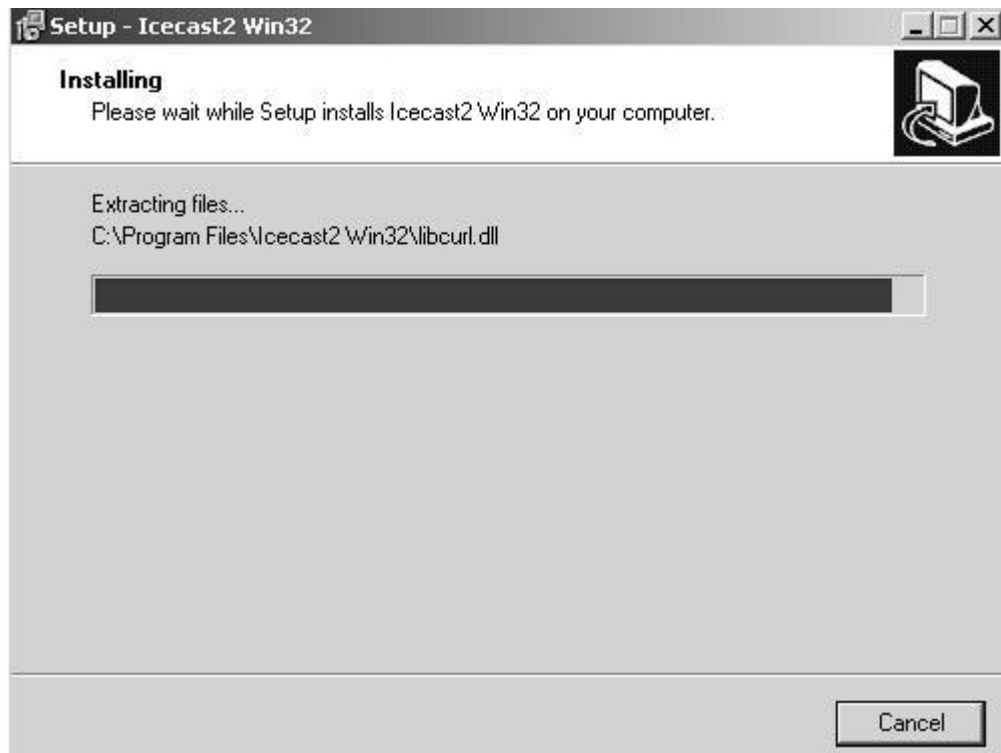 Setup - Icecast2 Win32
Installing
Please wait while Setup installs Icecast2 Win32 on your computer.
Extracting files...
C:\Program Files\Icecast2 Win32\libcurl.dll
Cancel